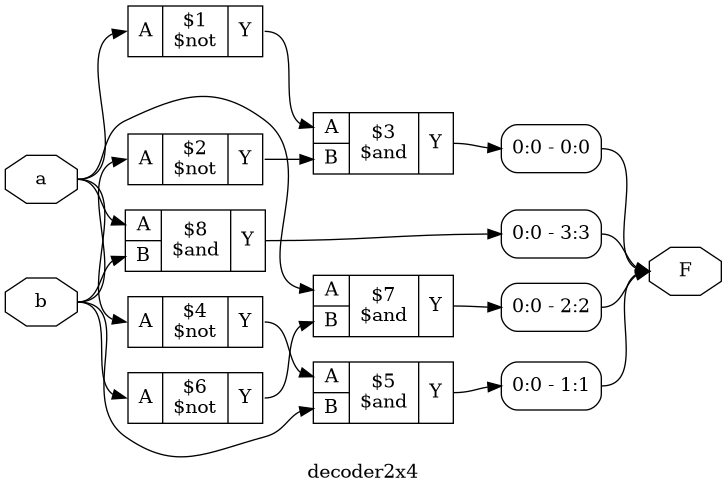 $1
A $not Y
a
b
$2
A $not Y
A $8 Y
B $and
$4
A $not Y
$6
A $not Y
A $3 Y
B $and
A $7 Y
B $and
A $5 Y
B $and
0:0 - 0:0
0:0 - 3:3
0:0 - 2:2
0:0 - 1:1
F
decoder2x4